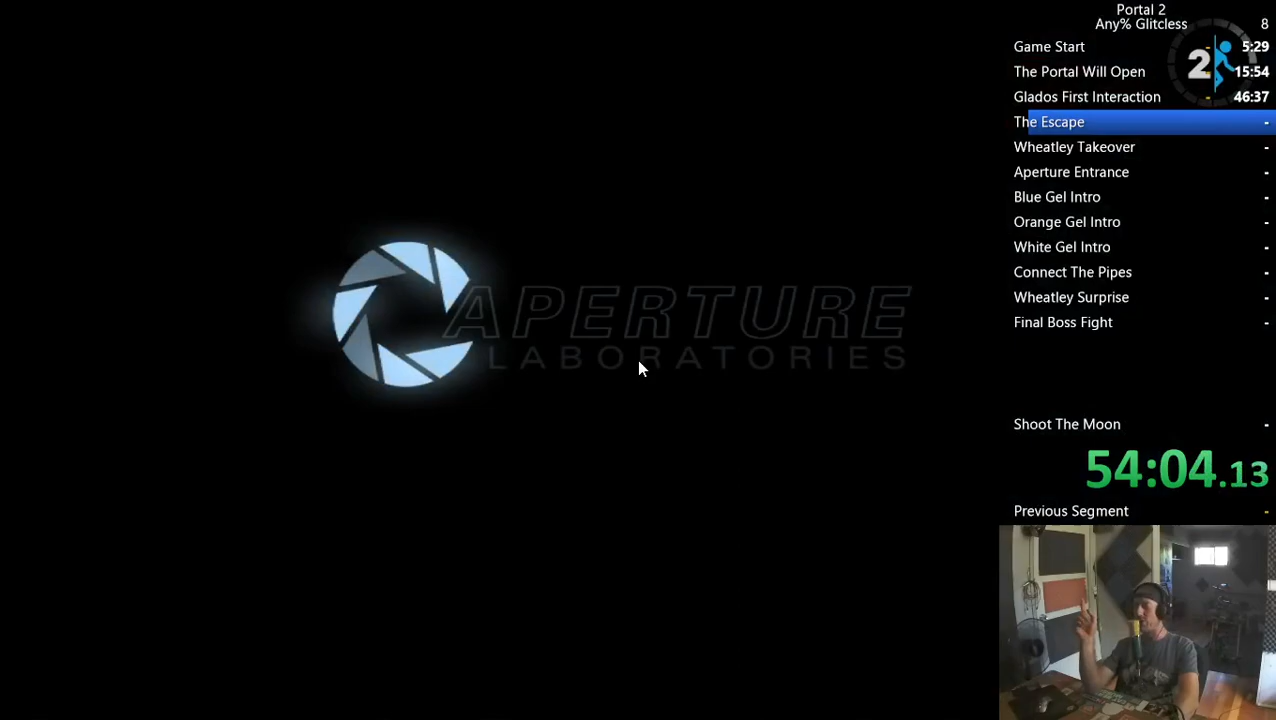 Portal 2
Any% Glitchless
8
Game Start 5:29
2
The Portal Will Open 15:54
Glados First Interaction 46:37
The Escape -
Wheatley Takeover -
Aperture Entrance -
Blue Gel Intro -
Orange Gel Intro -
White Gel Intro -
Connect The Pipes -
Wheatley Surprise -
Final Boss Fight -
APERTURE
LABORATORIES
Shoot The Moon -
54:04.13
Previous Segment -